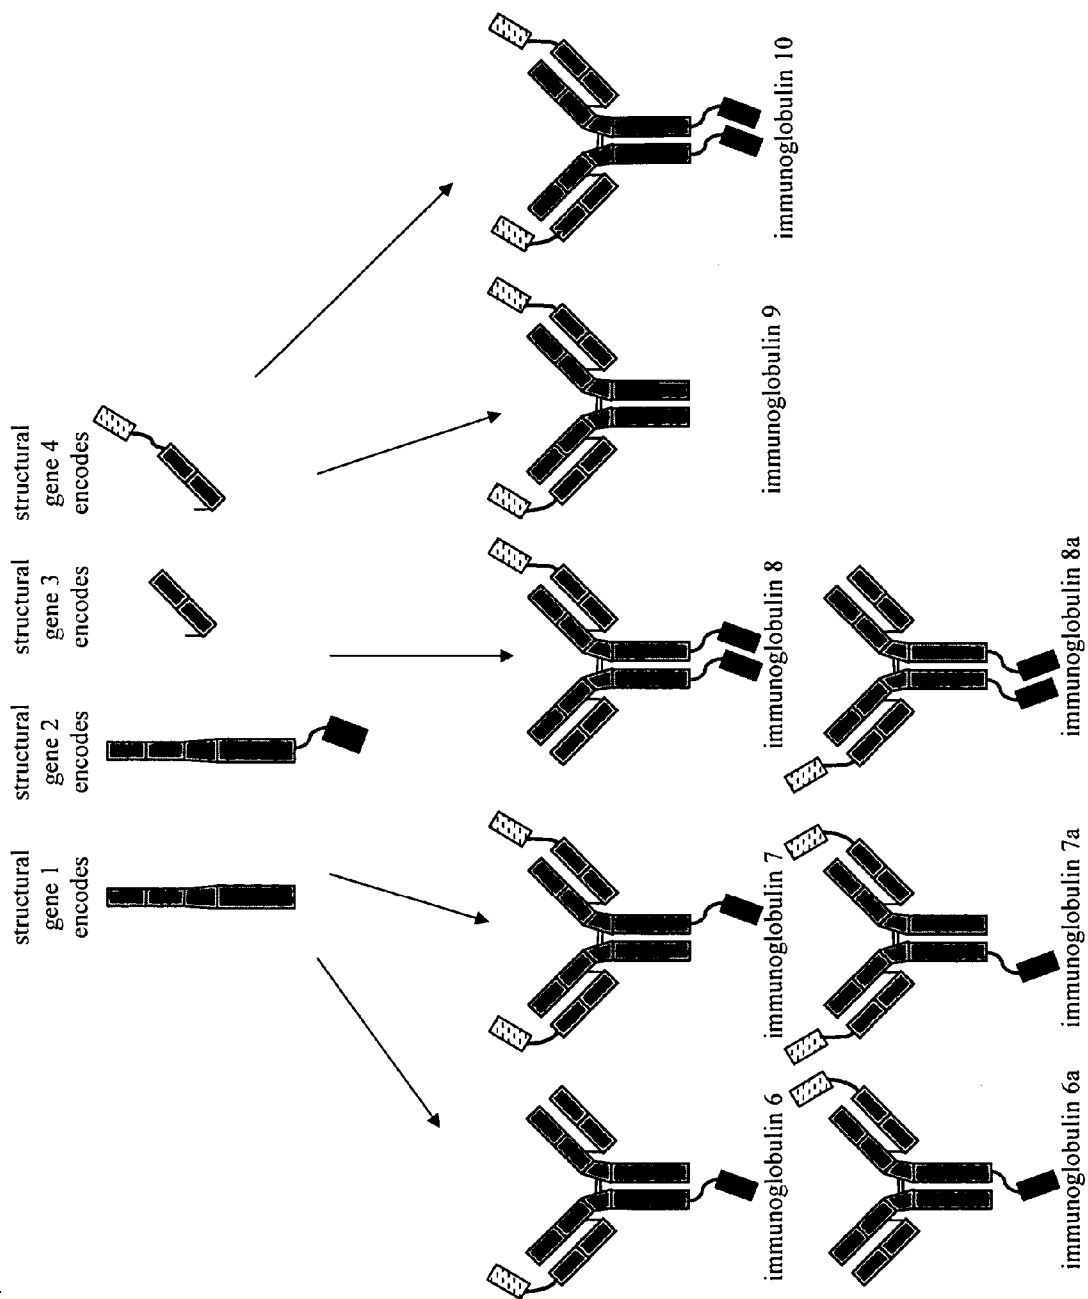 structural
gene 1
encodes
structural
gene 2
encodes
structural
gene 3
encodes
structural
gene 4
encodes
immunoglobulin 6
immunoglobulin 7
immunoglobulin 8
immunoglobulin 9
immunoglobulin 10
immunoglobulin 6a
immunoglobulin 7a
immunoglobulin 8a